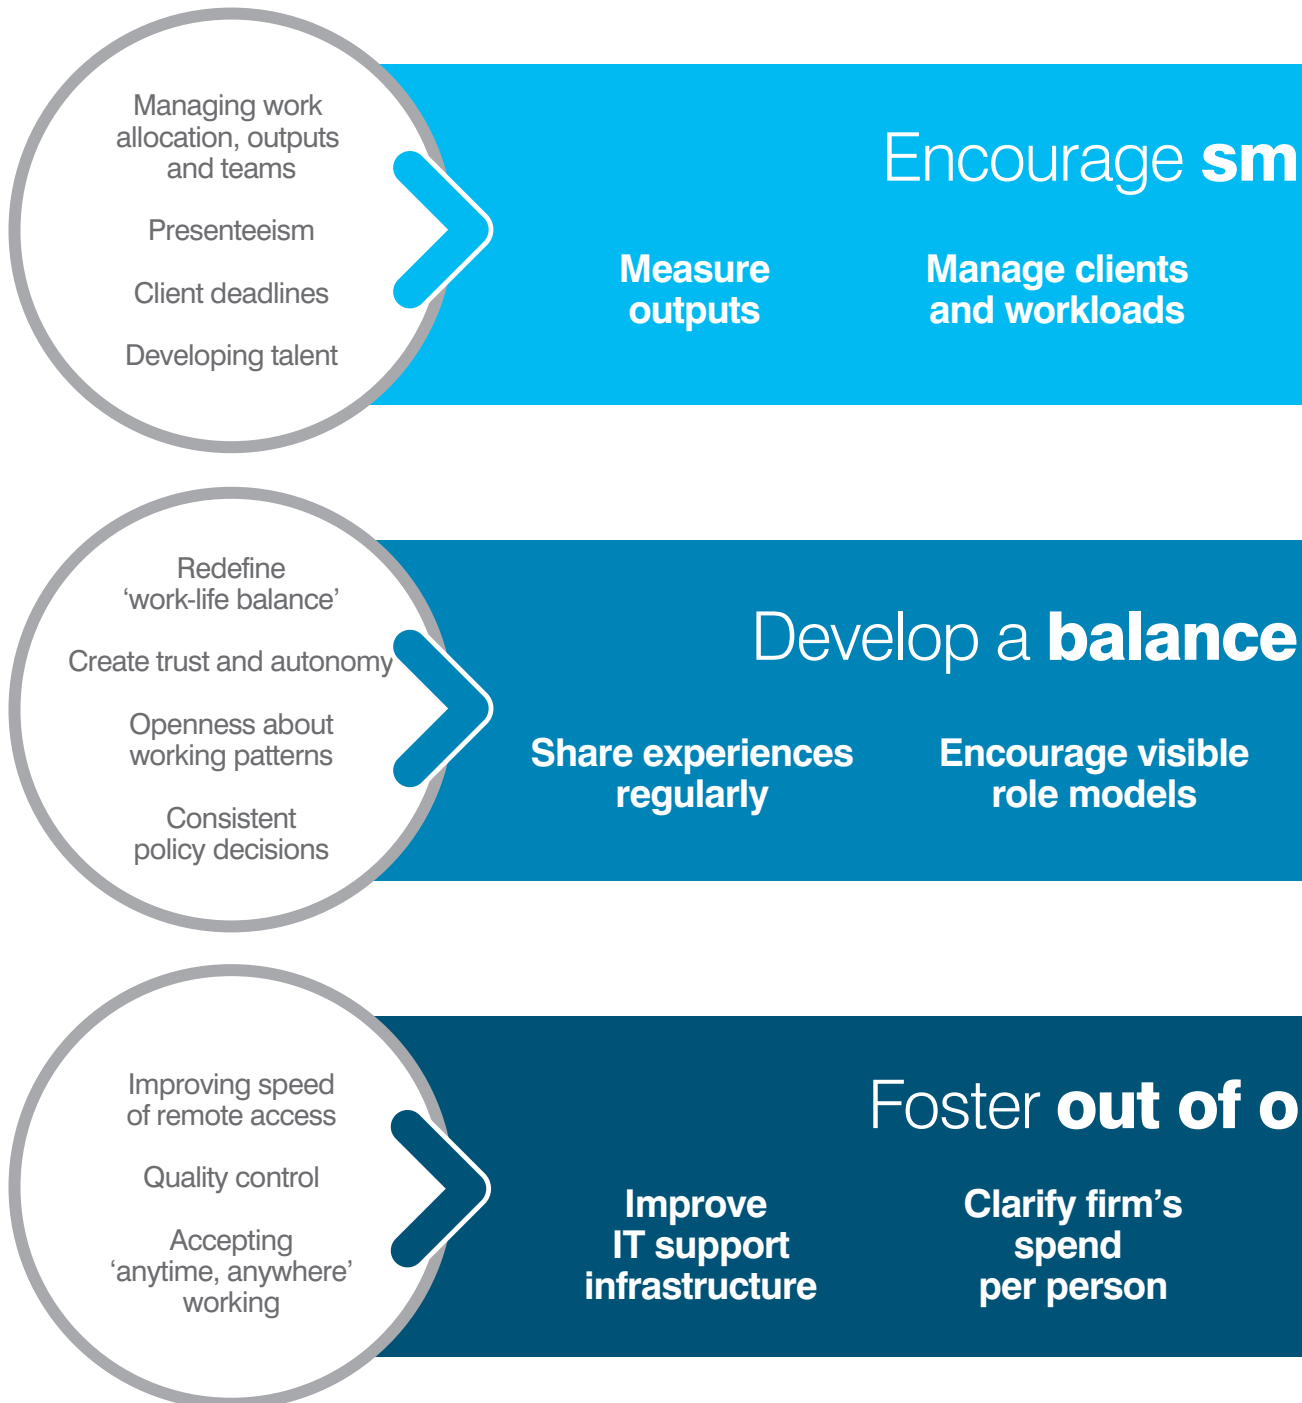 Managing work
allocation, outputs
and teams
Presenteeism
Client deadlines
Developing talent
Encourage sm
Measure
outputs
Manage clients
and workloads
Redefine
‘work-life balance’
Create trust and autonomy
Openness about
working patterns
Consistent
policy decisions
Develop a balance
Share experiences
regularly
Encourage visible
role models
Improving speed
of remote access
Quality control
Accepting
‘anytime, anywhere’
working
Foster out of o
Improve
IT support
infrastructure
Clarify firm’s
spend
per person